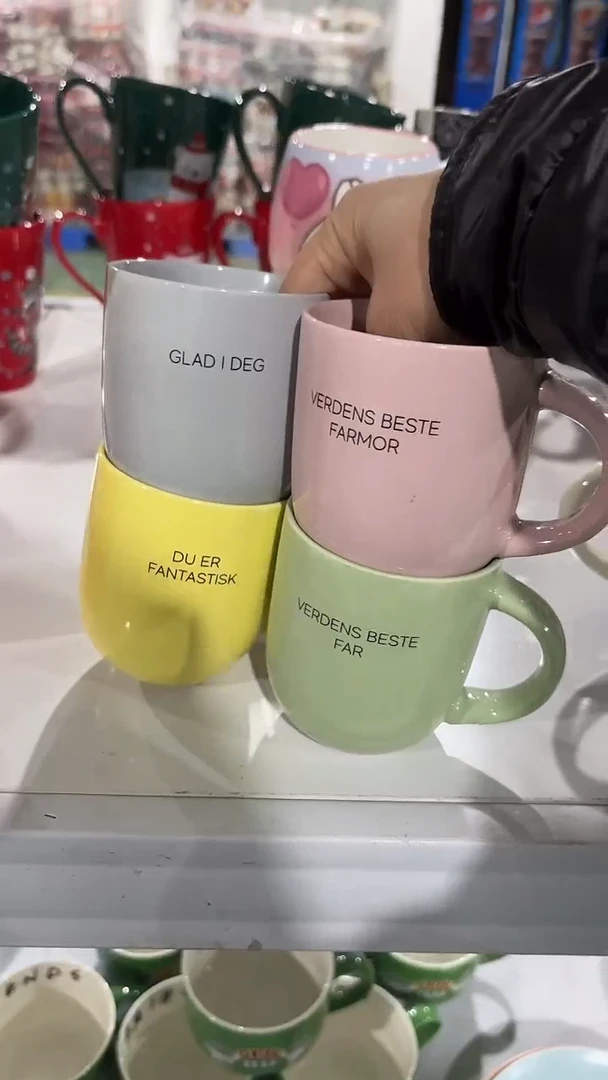 GLAD I DEG
VERDENS BESTE
FARMOR
DU ER
FANTASTISK
VERDENS BESTE
FAR